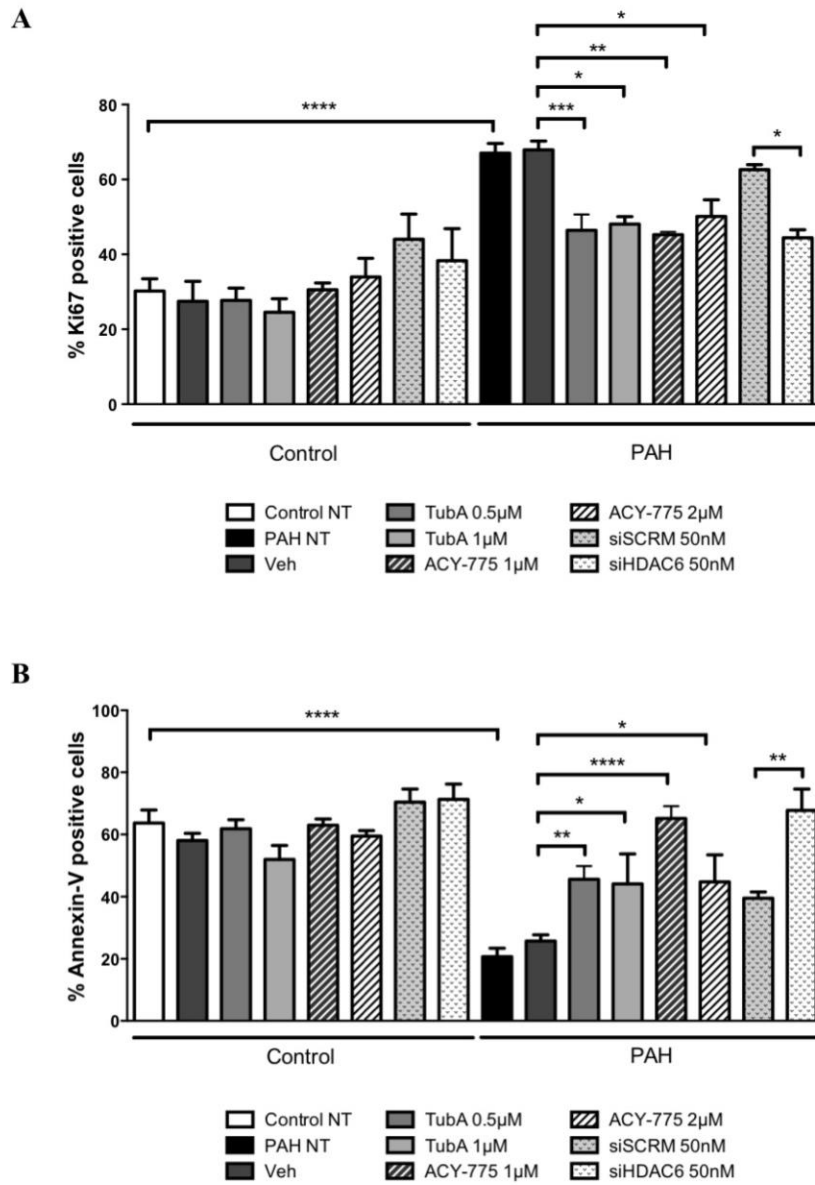 A
*
**
*
****
***
*
80
60
40
20
0
% Ki67 positive cells
Control
PAH
Control NT
TubA 0.5µM
ACY-775 2µM
PAH NT
TubA 1µM
siSCRM 50nM
Veh
ACY-775 1µM
siHDAC6 50nM
B
100
80
60
40
20
0
% Annexin-V positive cells
****
*
****
**
*
**
Control
PAH
Control NT
TubA 0.5µM
ACY-775 2µM
PAH NT
TubA 1µM
siSCRM 50nM
Veh
ACY-775 1µM
siHDAC6 50nM